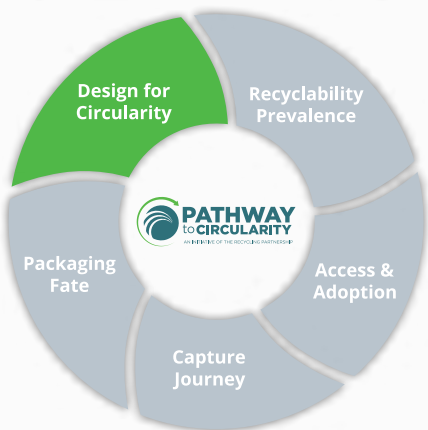 Design for
Circularity
Recyclability
Prevalence
Access &
Adoption
Capture
Journey
Packaging
Fate
PATHWAY
to CIRCULARITY
AN INITIATIVE OF THE RECYCLING PARTNERSHIP